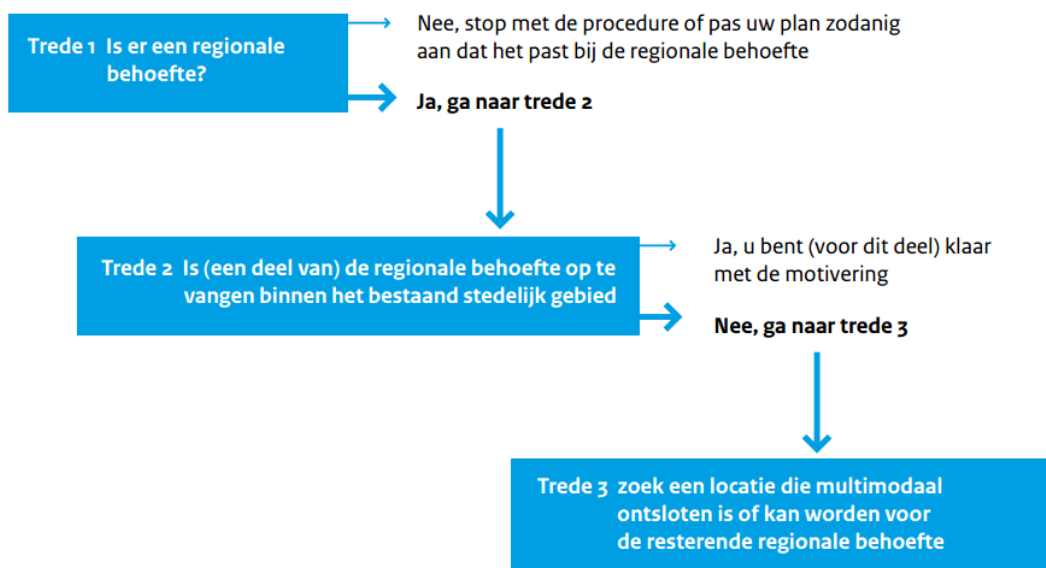 Trede 1 Is er een regionale
behoefte?
Nee, stop met de procedure of pas uw plan zodanig
aan dat het past bij de regionale behoefte
Ja, ga naar trede 2
Trede 2 Is (een deel van) de regionale behoefte op te
vangen binnen het bestaand stedelijk gebied
Ja, u bent (voor dit deel) klaar
met de motivering
Nee, ga naar trede 3
Trede 3 zoek een locatie die multimodaal
ontsloten is of kan worden voor
de resterende regionale behoefte